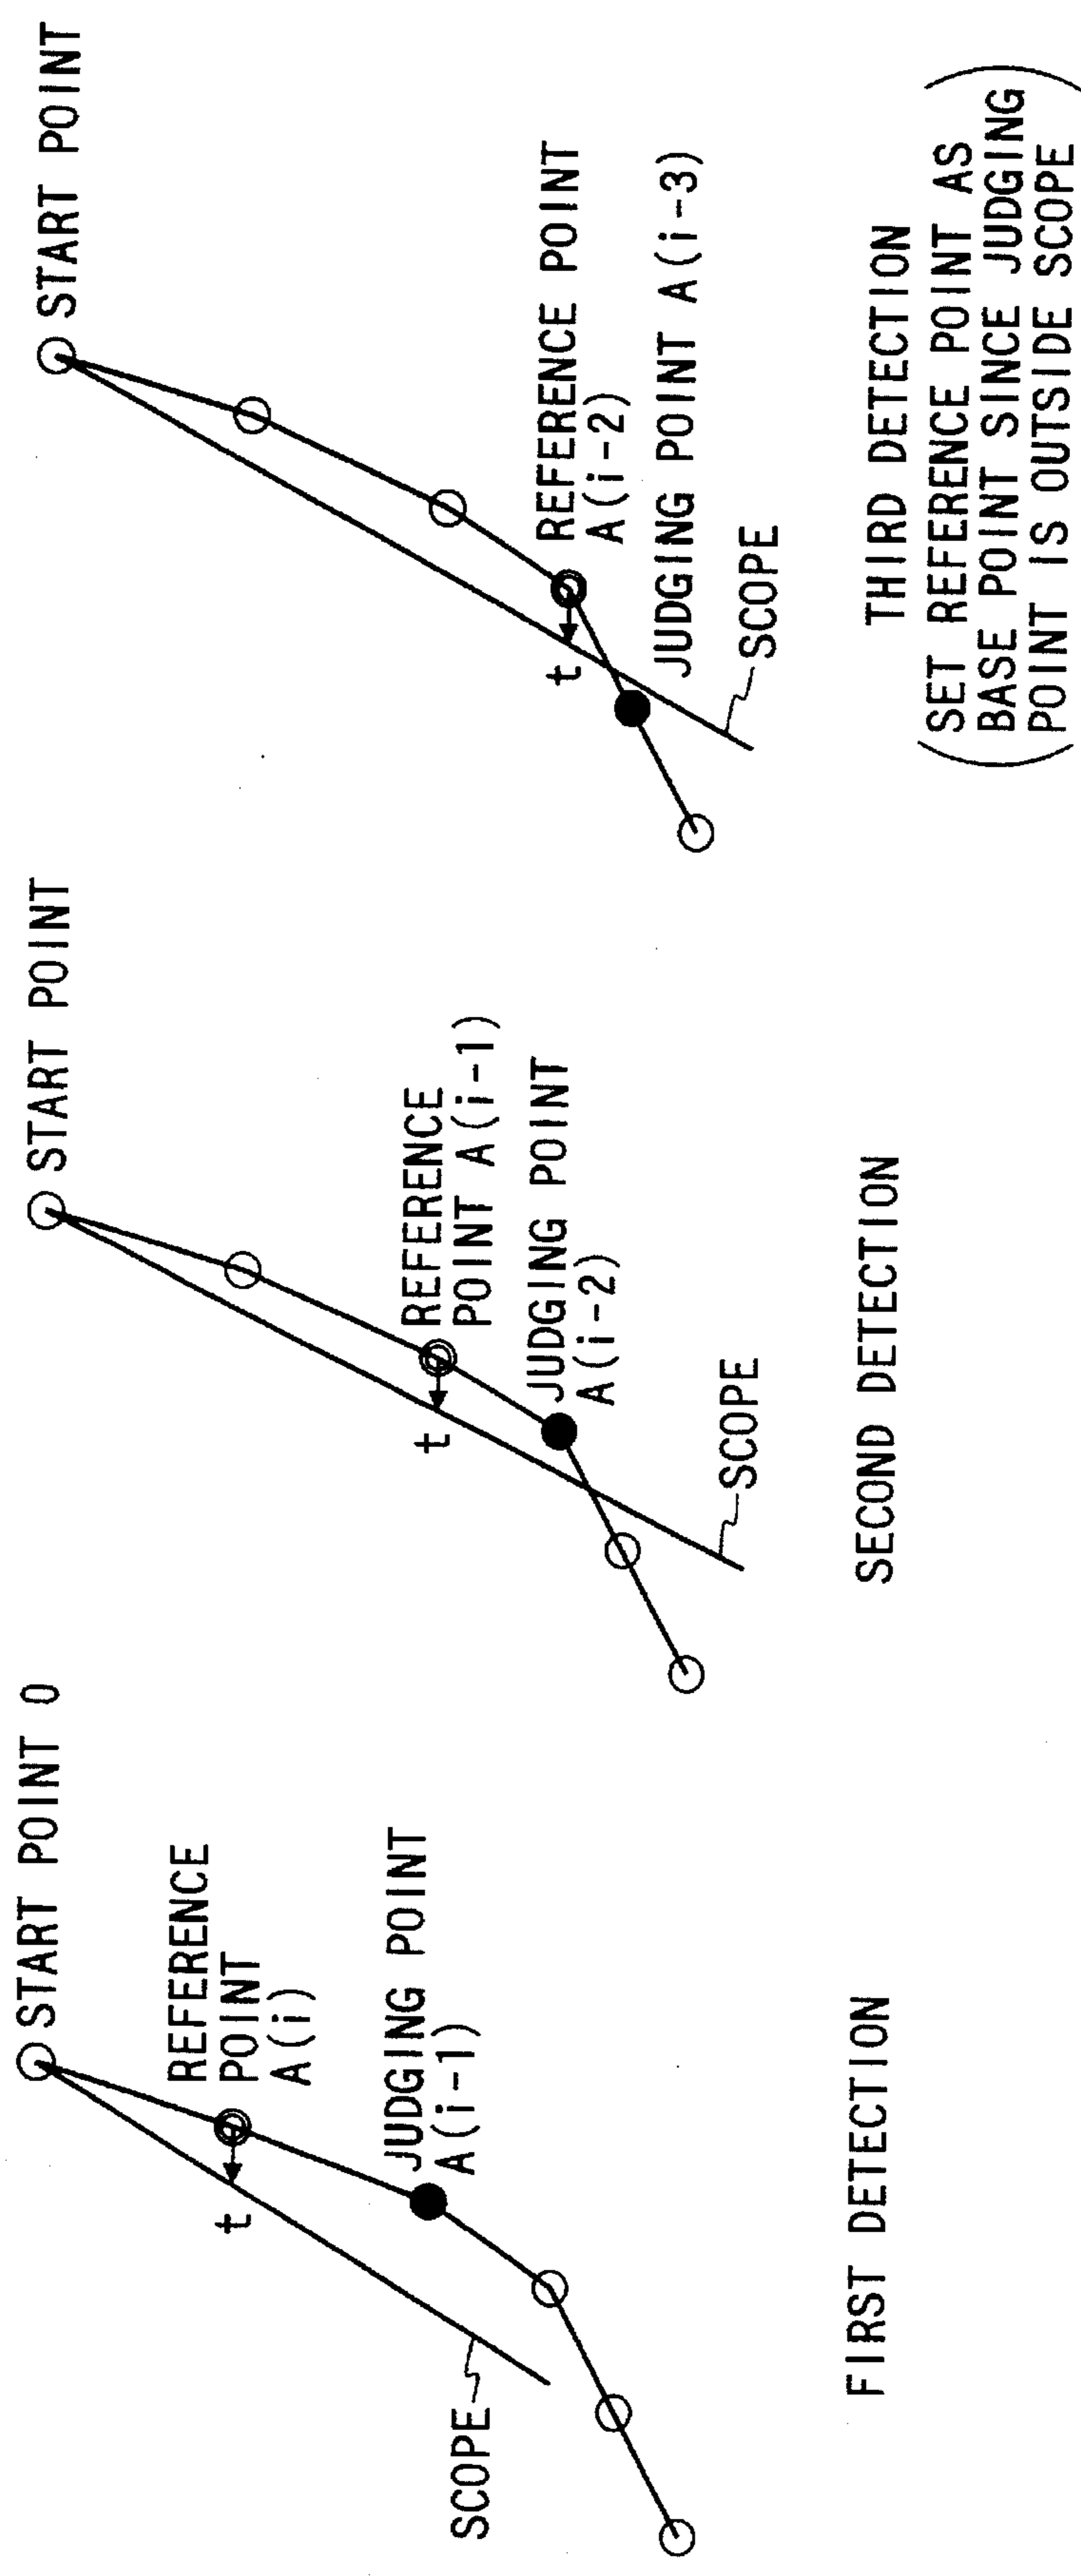 START POINT 0
REFERENCE
POINT
A(i)
t
JUDGING POINT
A(i-1)
SCOPE
FIRST DETECTION
START POINT
REFERENCE
POINT A(i-1)
t
JUDGING POINT
A(i-2)
SCOPE
SECOND DETECTION
START POINT
REFERENCE POINT
A(i-2)
t
JUDGING POINT A(i-3)
SCOPE
THIRD DETECTION
(SET REFERENCE POINT AS
BASE POINT SINCE JUDGING
POINT IS OUTSIDE SCOPE)